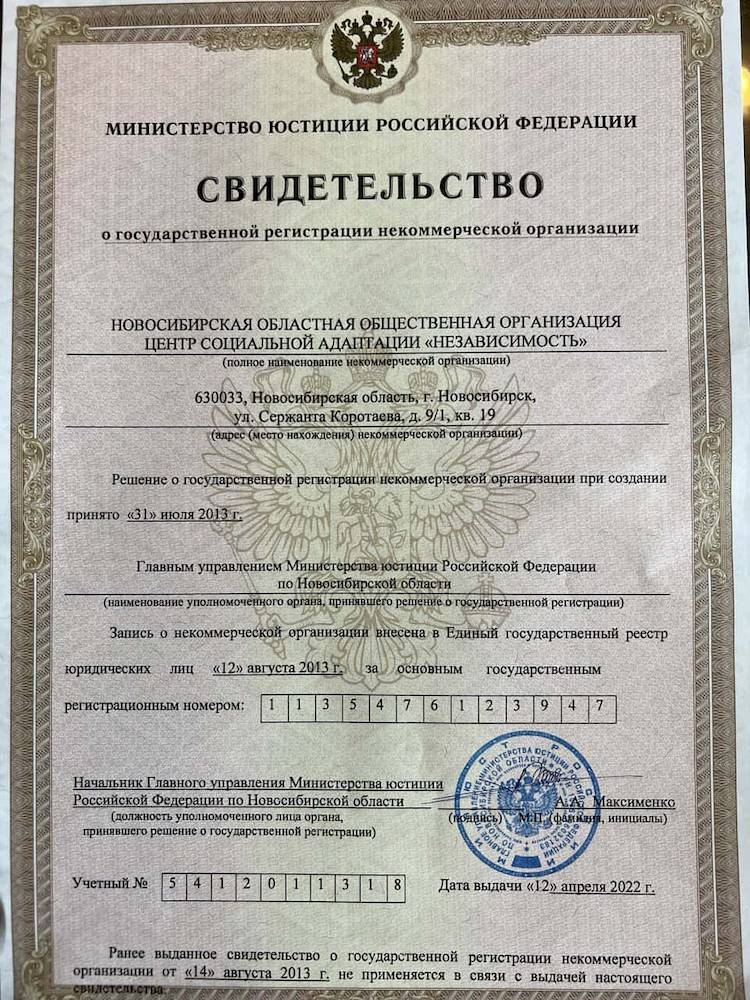 МИНИСТЕРСТВО ЮСТИЦИИ РОССИЙСКОЙ ФЕДЕРАЦИИ
СВИДЕТЕЛЬСТВО
о государственной регистрации некоммерческой организации
НОВОСИБИРСКАЯ ОБЛАСТНАЯ ОБЩЕСТВЕННАЯ ОРГАНИЗАЦИЯ
ЦЕНТР СОЦИАЛЬНОЙ АДАПТАЦИИ «НЕЗАВИСИМОСТЬ»
(полное наименование некоммерческой организации)
630033, Новосибирская область, г. Новосибирск,
ул. Сержанта Коротаева, д. 9/1, кв. 19
(адрес (место нахождения) некоммерческой организации)
Решение о государственной регистрации некоммерческой организации при создании
принято «31» июля 2013 г.
Главным управлением Министерства юстиции Российской Федерации
по Новосибирской области
(наименование уполномоченного органа, принявшего решение о государственной регистрации)
Запись о некоммерческой организации внесена в Единый государственный реестр
юридических лиц «12» августа 2013 г. за основным государственным
регистрационным номером: 1 1 3 5 4 7 6 1 2 3 9 4 7
Начальник Главного управления Министерства юстиции
Российской Федерации по Новосибирской области А.А. Максименко
(должность уполномоченного лица органа, (подпись) М.П. (фамилия, инициалы)
принявшего решение о государственной регистрации)
Учетный № 5 4 1 2 0 1 1 3 1 8 Дата выдачи «12» апреля 2022 г.
Ранее выданное свидетельство о государственной регистрации некоммерческой
организации от «14» августа 2013 г. не применяется в связи с выдачей настоящего
свидетельства.